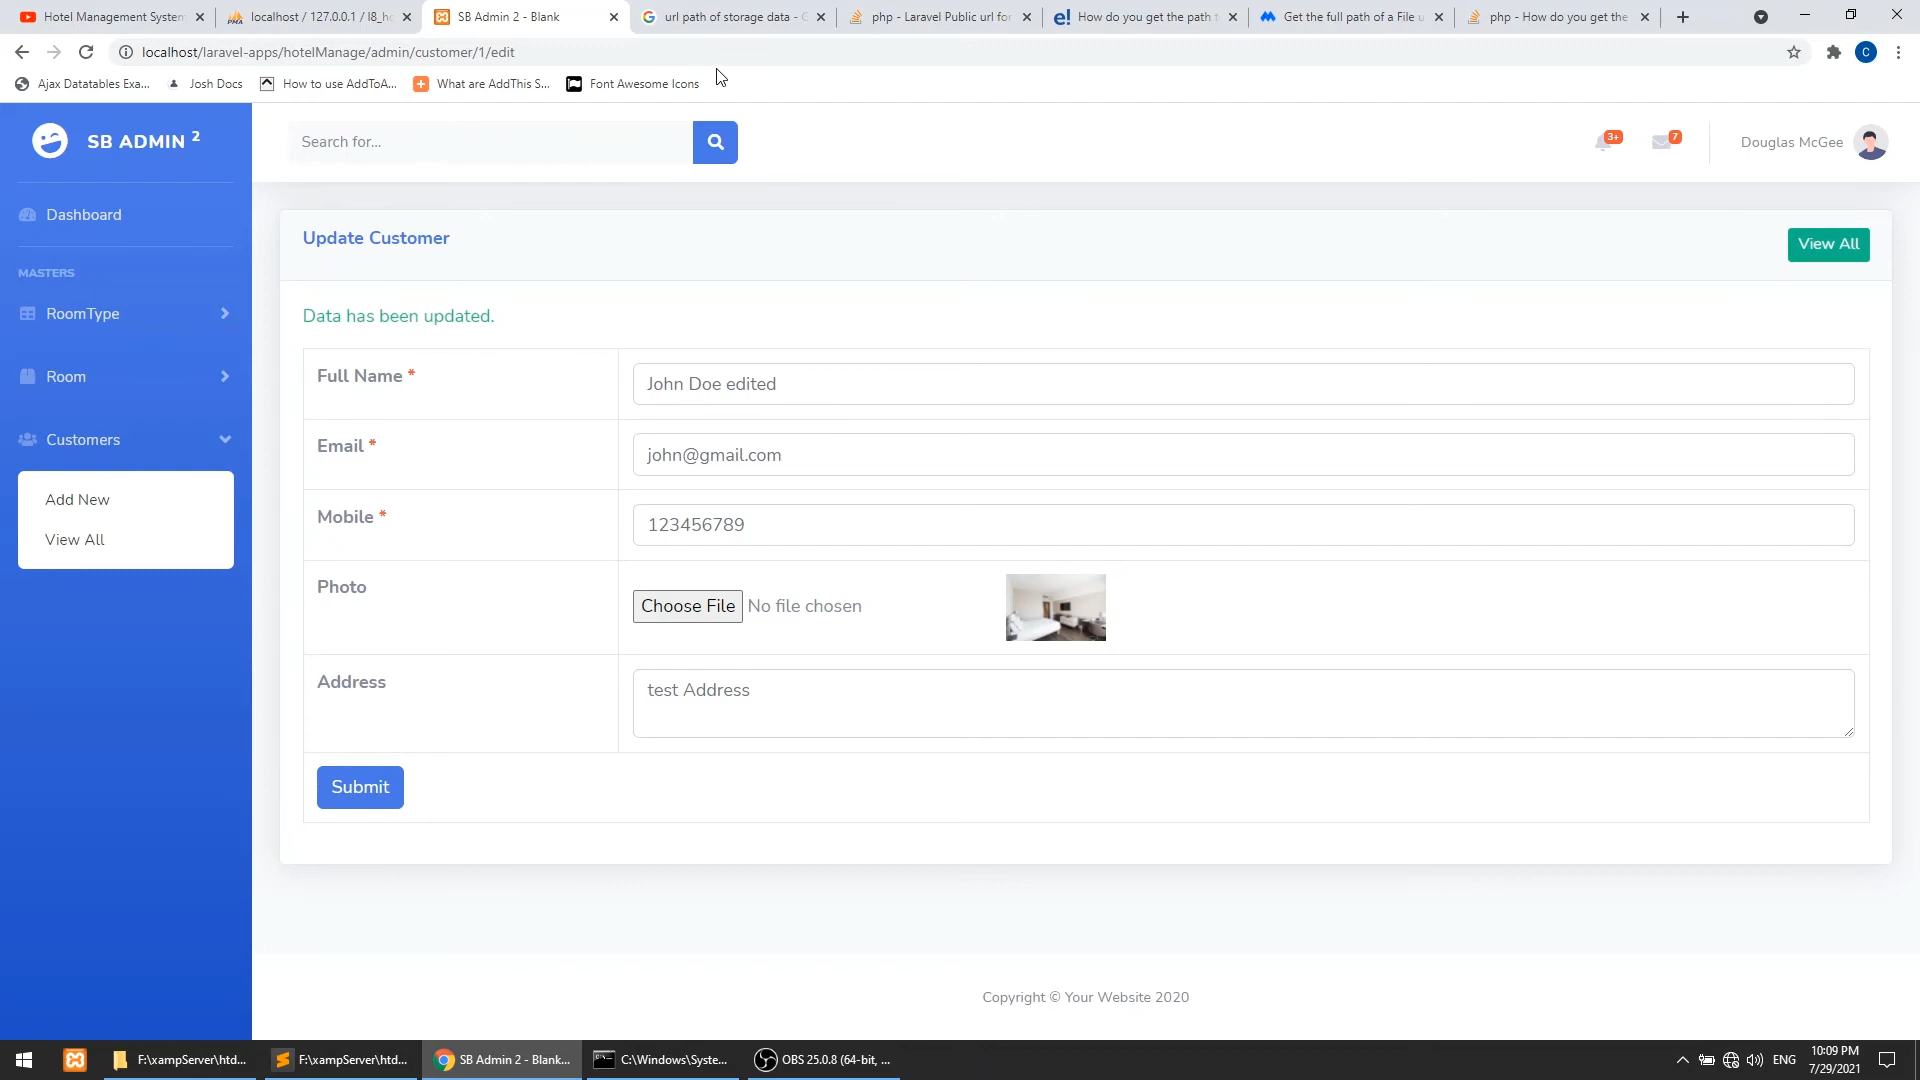 Hotel Management System
localhost / 127.0.0.1 / l8_ho
SB Admin 2 - Blank
url path of storage data - G
php - Laravel Public url for
How do you get the path t
Get the full path of a File u
php - How do you get the
localhost/laravel-apps/hotelManage/admin/customer/1/edit
C
Ajax Datatables Exa...
Josh Docs
How to use AddToA...
What are AddThis S...
Font Awesome Icons
SB ADMIN 2
Search for...
3+
7
Douglas McGee
Dashboard
MASTERS
RoomType
Room
Customers
Add New
View All
Update Customer
View All
Data has been updated.
Full Name *
John Doe edited
Email *
john@gmail.com
Mobile *
123456789
Photo
Choose File No file chosen
Address
test Address
Submit
Copyright © Your Website 2020
F:\xampServer\htd...
F:\xampServer\htd...
SB Admin 2 - Blank...
C:\Windows\Syste...
OBS 25.0.8 (64-bit, ...
ENG
10:09 PM
7/29/2021